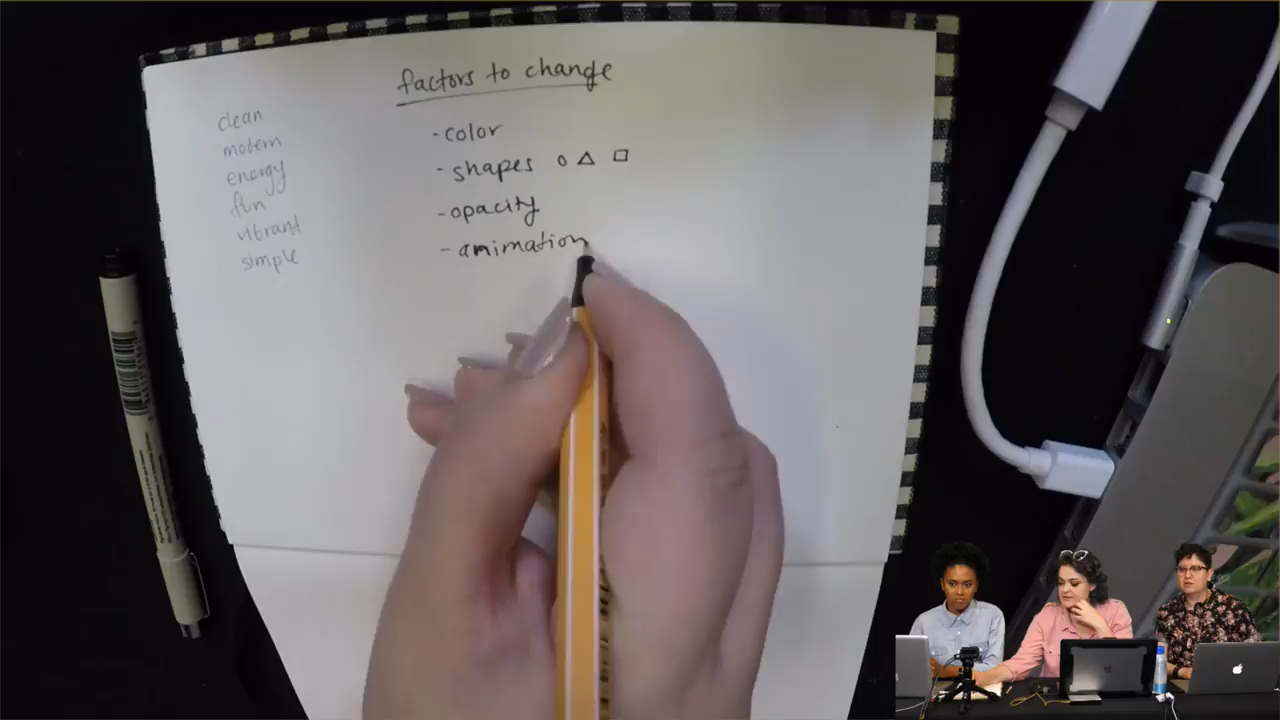 factors to change
clean
modern
energy
fun
vibrant
simple
- color
- shapes
- opacity
- animation